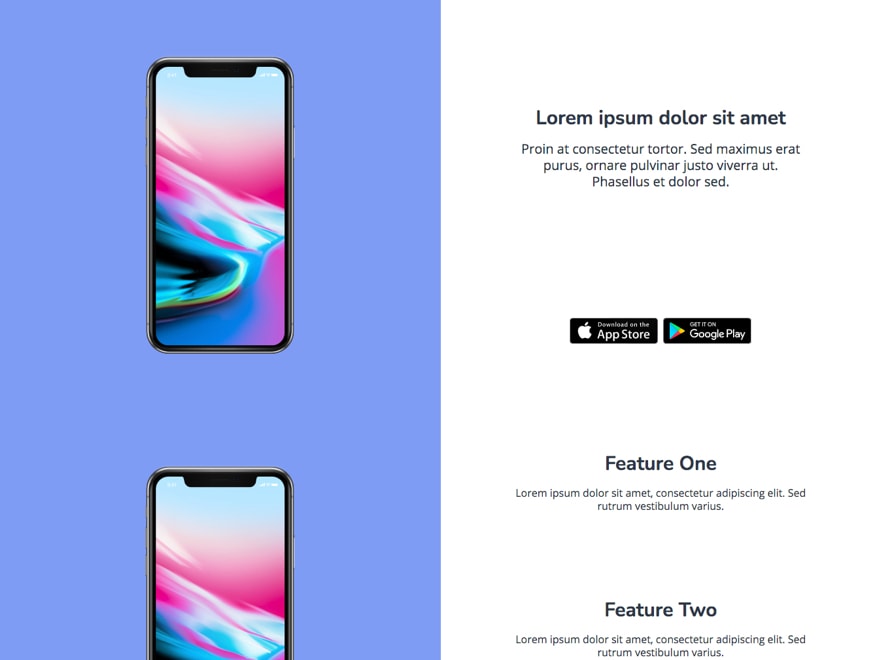 Lorem ipsum dolor sit amet
Proin at consectetur tortor. Sed maximus erat
purus, ornare pulvinar justo viverra ut.
Phasellus et dolor sed.
Download on the
App Store
GET IT ON
Google Play
Feature One
Lorem ipsum dolor sit amet, consectetur adipiscing elit. Sed
rutrum vestibulum varius.
Feature Two
Lorem ipsum dolor sit amet, consectetur adipiscing elit. Sed
rutrum vestibulum varius.